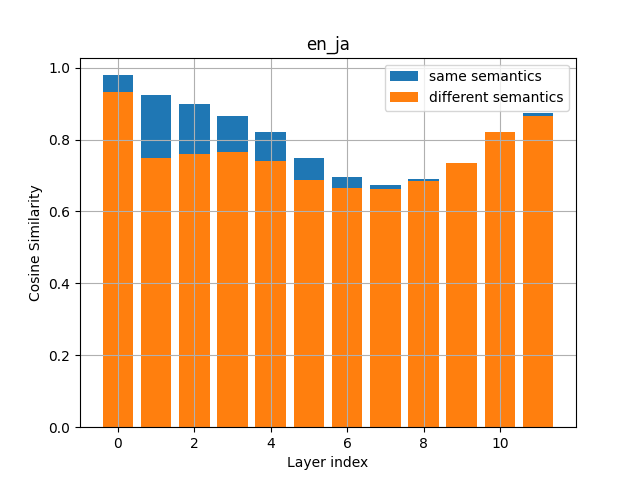 en_ja
same semantics
different semantics
1.0
0.8
0.6
0.4
0.2
0.0
Cosine Similarity
0 2 4 6 8 10
Layer index